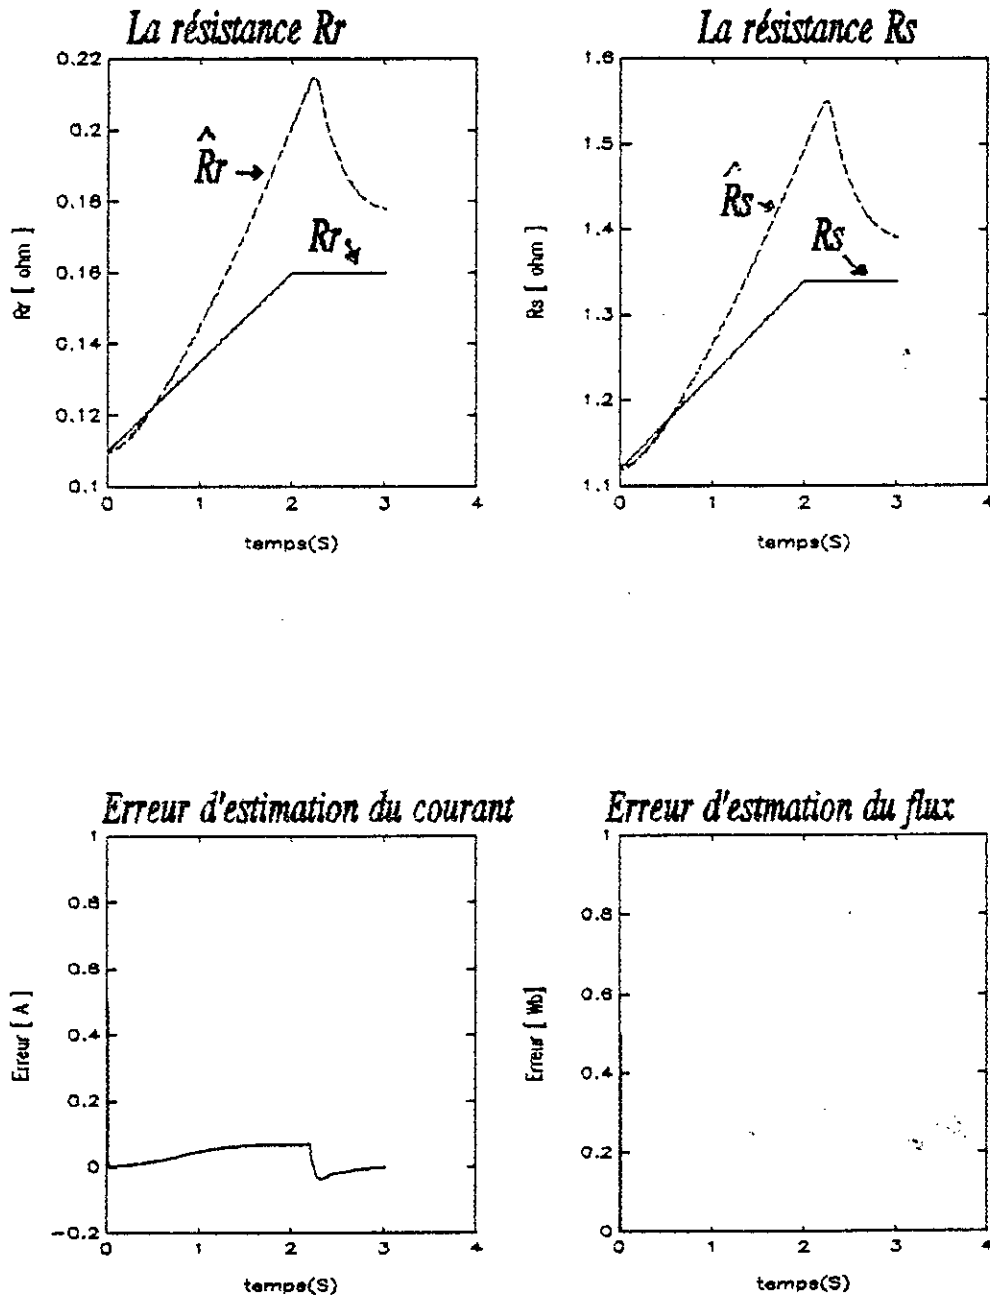 La résistance Rr
La résistance Rs
0.22
0.2
0.18
0.16
0.14
0.12
0.1
Rr [ ohm ]
R̂r
Rr
0
1
2
3
4
temps(S)
1.6
1.5
1.4
1.3
1.2
1.1
Rs [ ohm ]
R̂s
Rs
0
1
2
3
4
temps(S)
Erreur d'estimation du courant
Erreur d'estmation du flux
1
0.8
0.6
0.4
0.2
0
-0.2
Erreur [ A ]
0
1
2
3
4
temps(S)
1
0.8
0.6
0.4
0.2
0
Erreur [ Wb]
0
1
2
3
4
temps(S)